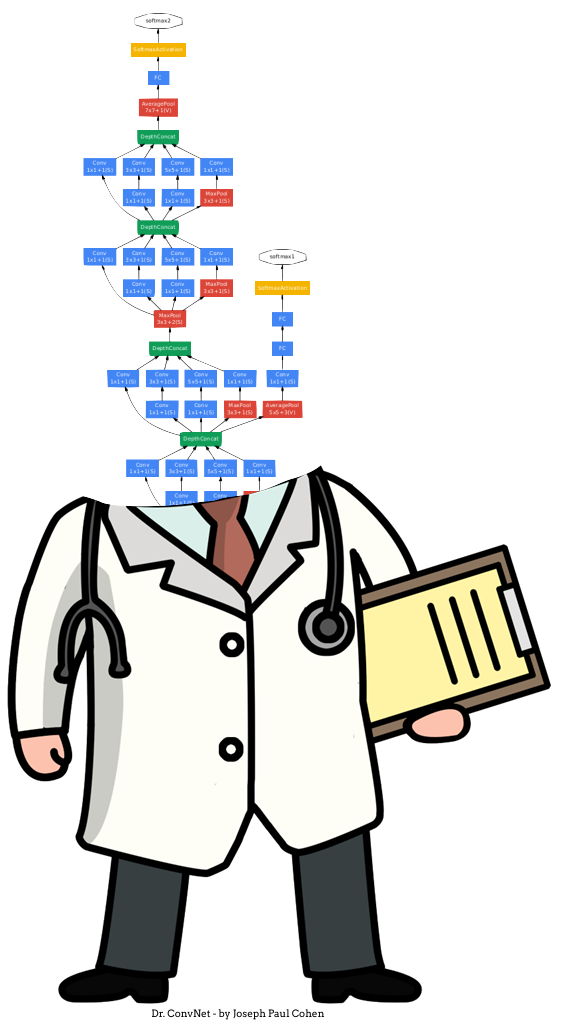 softmax2
SoftmaxActivation
FC
AveragePool
7x7+1(V)
DepthConcat
Conv Conv Conv Conv
1x1+1(S) 3x3+1(S) 5x5+1(S) 1x1+1(S)
Conv Conv MaxPool
1x1+1(S) 1x1+1(S) 3x3+1(S)
DepthConcat
Conv Conv Conv Conv
1x1+1(S) 3x3+1(S) 5x5+1(S) 1x1+1(S)
softmax1
Conv Conv MaxPool SoftmaxActivation
1x1+1(S) 1x1+1(S) 3x3+1(S)
MaxPool FC
3x3+2(S)
DepthConcat FC
Conv Conv Conv Conv Conv
1x1+1(S) 3x3+1(S) 5x5+1(S) 1x1+1(S) 1x1+1(S)
Conv Conv MaxPool AveragePool
1x1+1(S) 1x1+1(S) 3x3+1(S) 5x5+3(V)
DepthConcat
Conv Conv Conv Conv
1x1+1(S) 3x3+1(S) 5x5+1(S) 1x1+1(S)
Conv Conv
1x1+1(S)
Dr. ConvNet - by Joseph Paul Cohen